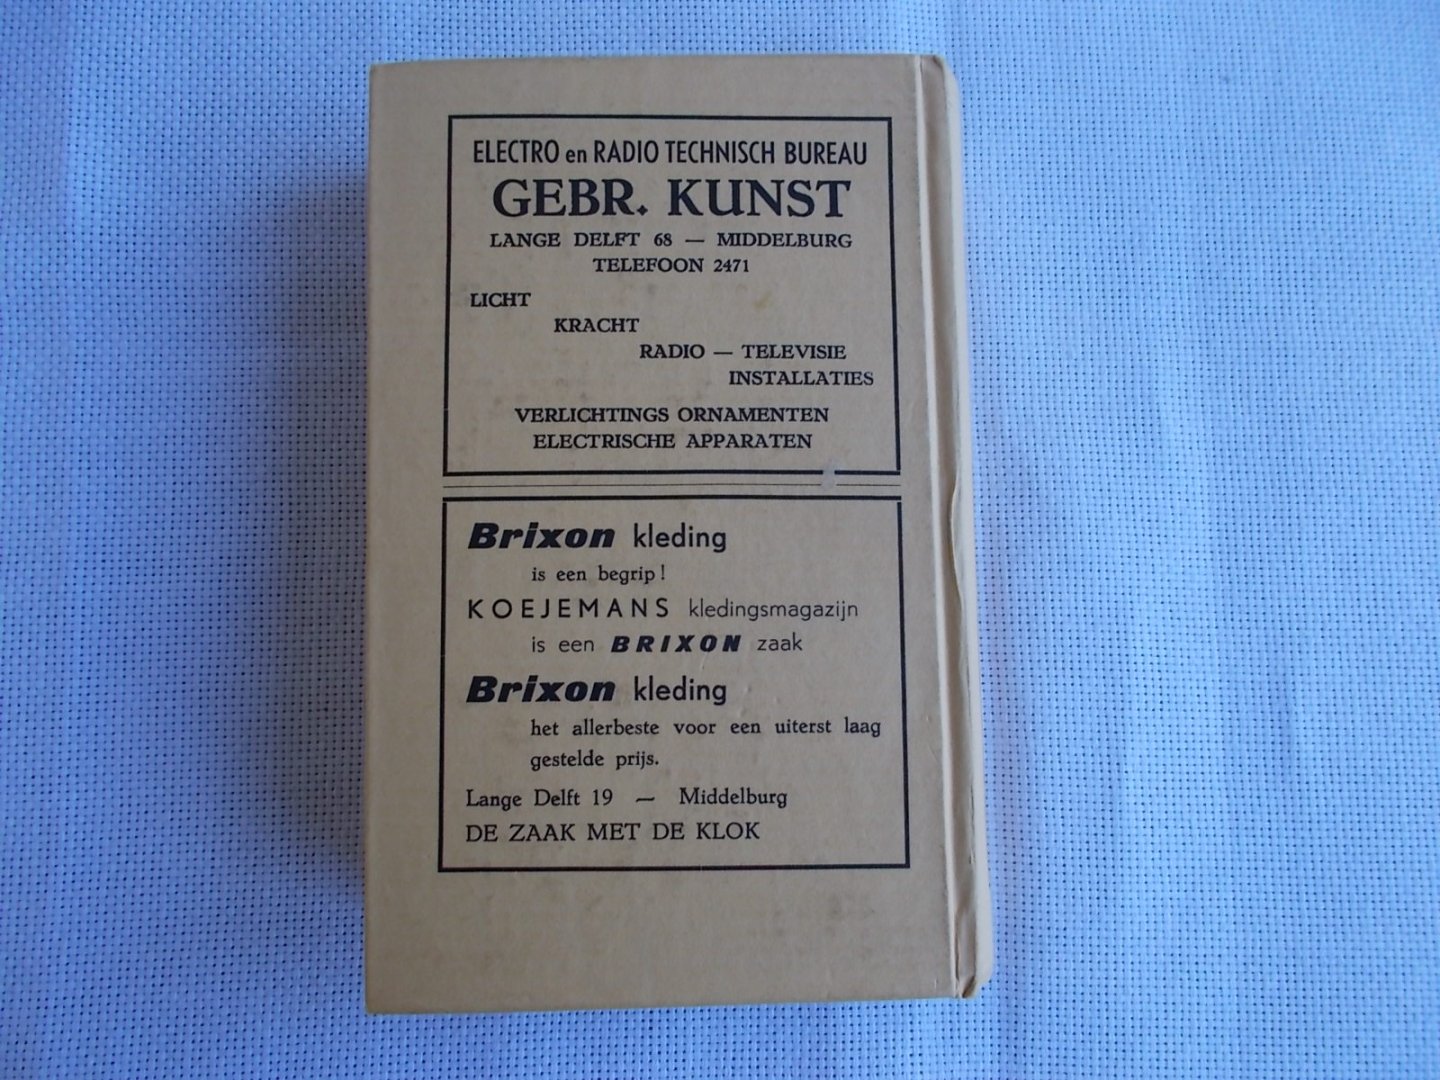 ELECTRO en RADIO TECHNISCH BUREAU
GEBR. KUNST
LANGE DELFT 68 — MIDDELBURG
TELEFOON 2471
LICHT
KRACHT
RADIO — TELEVISIE
INSTALLATIES
VERLICHTINGS ORNAMENTEN
ELECTRISCHE APPARATEN
Brixon kleding
is een begrip!
KOEJEMANS kledingsmagazijn
is een BRIXON zaak
Brixon kleding
het allerbeste voor een uiterst laag
gestelde prijs.
Lange Delft 19 — Middelburg
DE ZAAK MET DE KLOK